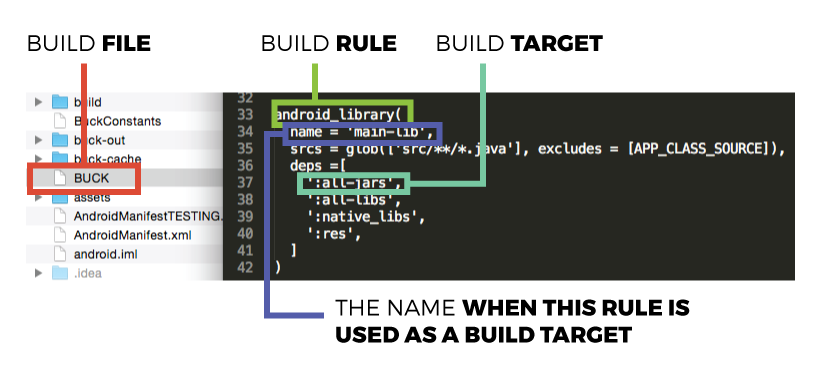 BUILD FILE
BUILD RULE
BUILD TARGET
build
BuckConstants
buck-out
buck-cache
BUCK
assets
AndroidManifestTESTING.
AndroidManifest.xml
android.iml
.idea
32
33 android_library(
34   name = 'main-lib',
35   srcs = glob(['src/**/*.java'], excludes = [APP_CLASS_SOURCE]),
36   deps =[
37     ':all-jars',
38     ':all-libs',
39     ':native_libs',
40     ':res',
41   ]
42 )
THE NAME WHEN THIS RULE IS
USED AS A BUILD TARGET